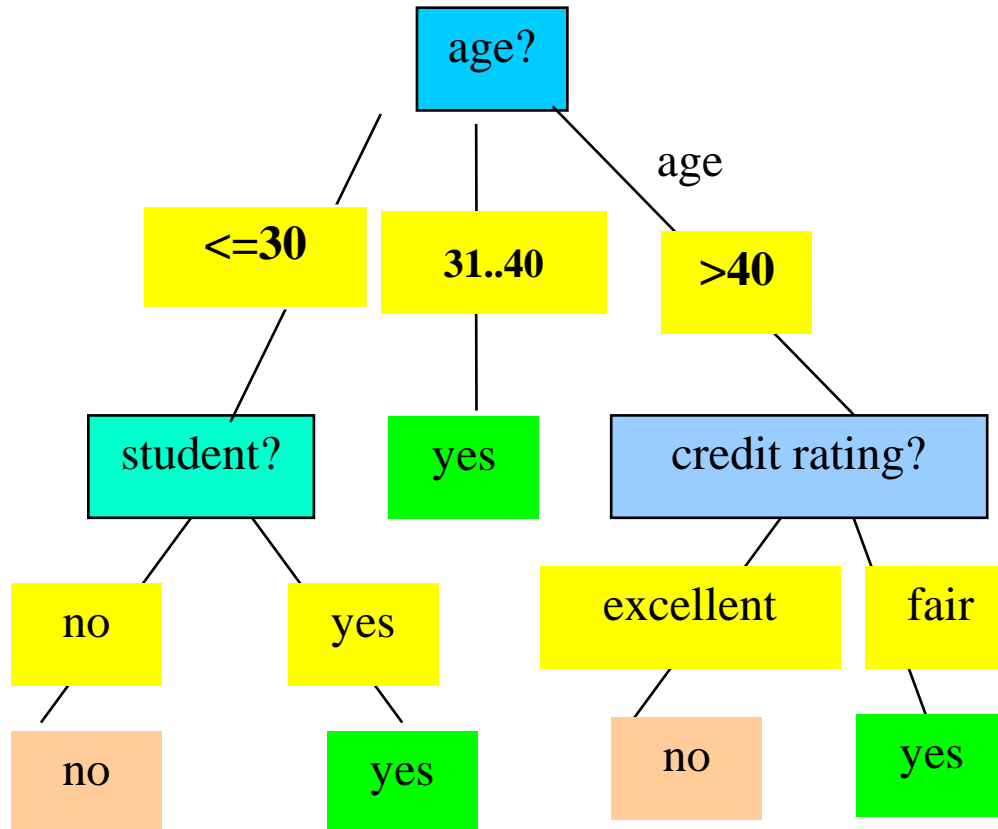 age?
age
<=30
31..40
>40
student?
yes
credit rating?
no
yes
excellent
fair
no
yes
no
yes